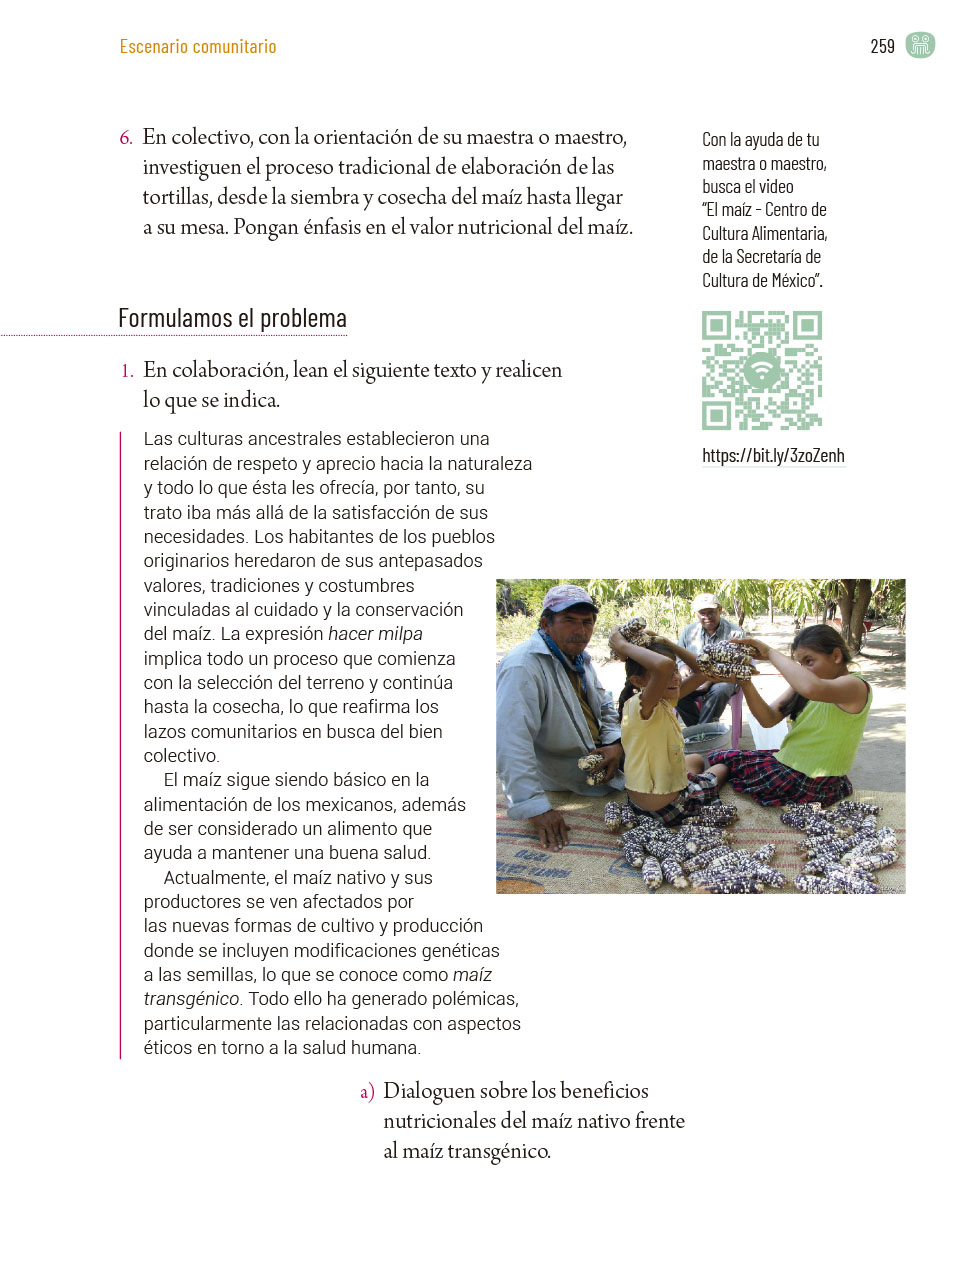 Escenario comunitario
259
6. En colectivo, con la orientación de su maestra o maestro,
investiguen el proceso tradicional de elaboración de las
tortillas, desde la siembra y cosecha del maíz hasta llegar
a su mesa. Pongan énfasis en el valor nutricional del maíz.
Con la ayuda de tu
maestra o maestro,
busca el video
“El maíz - Centro de
Cultura Alimentaria,
de la Secretaría de
Cultura de México”.
https://bit.ly/3zoZenh
Formulamos el problema
1. En colaboración, lean el siguiente texto y realicen
lo que se indica.
Las culturas ancestrales establecieron una
relación de respeto y aprecio hacia la naturaleza
y todo lo que ésta les ofrecía, por tanto, su
trato iba más allá de la satisfacción de sus
necesidades. Los habitantes de los pueblos
originarios heredaron de sus antepasados
valores, tradiciones y costumbres
vinculadas al cuidado y la conservación
del maíz. La expresión hacer milpa
implica todo un proceso que comienza
con la selección del terreno y continúa
hasta la cosecha, lo que reafirma los
lazos comunitarios en busca del bien
colectivo.
El maíz sigue siendo básico en la
alimentación de los mexicanos, además
de ser considerado un alimento que
ayuda a mantener una buena salud.
Actualmente, el maíz nativo y sus
productores se ven afectados por
las nuevas formas de cultivo y producción
donde se incluyen modificaciones genéticas
a las semillas, lo que se conoce como maíz
transgénico. Todo ello ha generado polémicas,
particularmente las relacionadas con aspectos
éticos en torno a la salud humana.
a) Dialoguen sobre los beneficios
nutricionales del maíz nativo frente
al maíz transgénico.